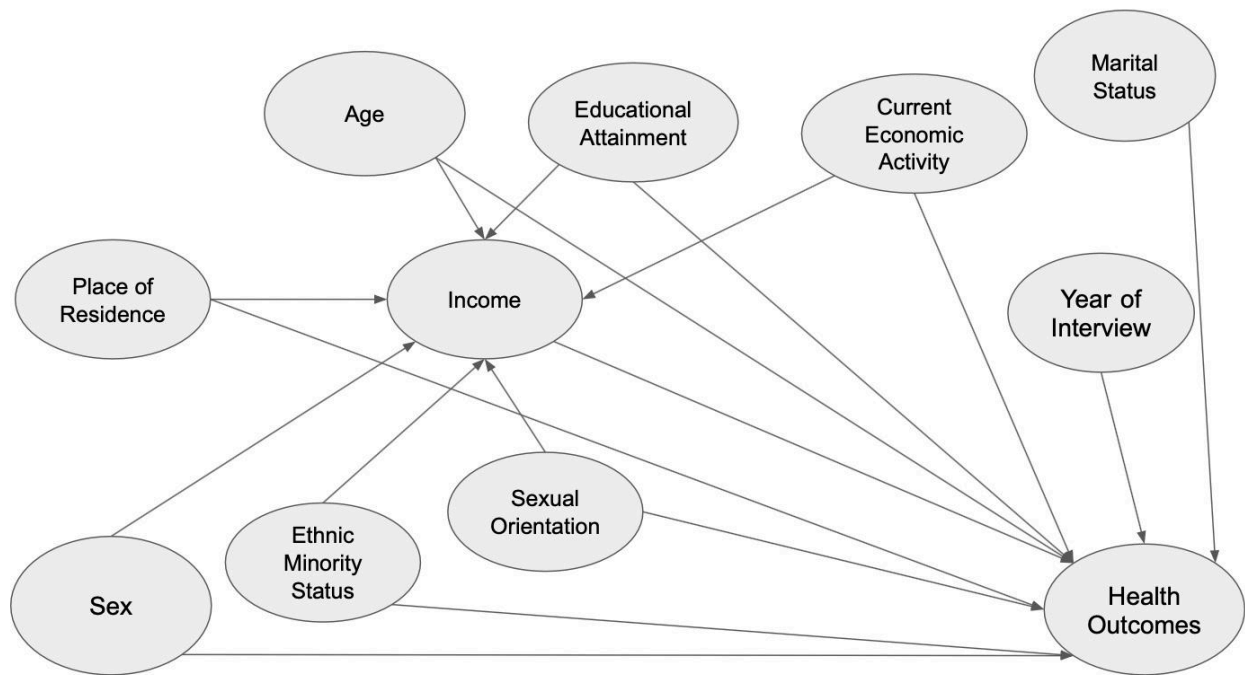 Marital
Status
Age
Educational
Attainment
Current
Economic
Activity
Place of
Residence
Income
Year of
Interview
Sexual
Orientation
Ethnic
Minority
Status
Sex
Health
Outcomes